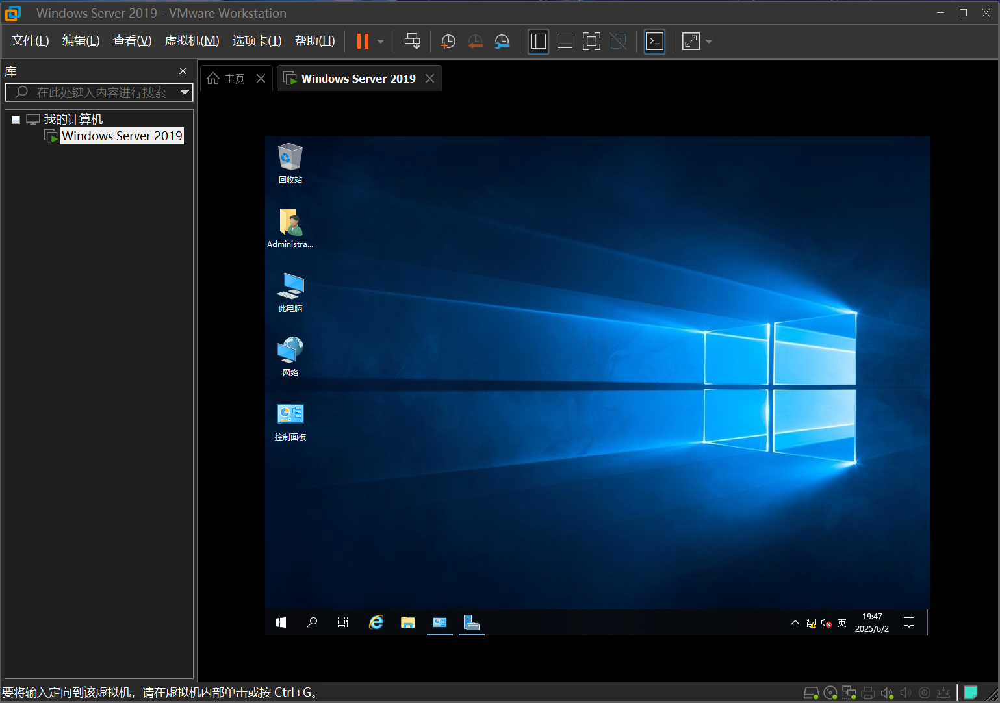 Windows Server 2019 - VMware Workstation
文件(F) 编辑(E) 查看(V) 虚拟机(M) 选项卡(T) 帮助(H)
库
在此处键入内容进行搜索
我的计算机
Windows Server 2019
主页
Windows Server 2019
回收站
Administra...
此电脑
网络
控制面板
英
19:47
2025/6/2
要将输入定向到该虚拟机，请在虚拟机内部单击或按 Ctrl+G。